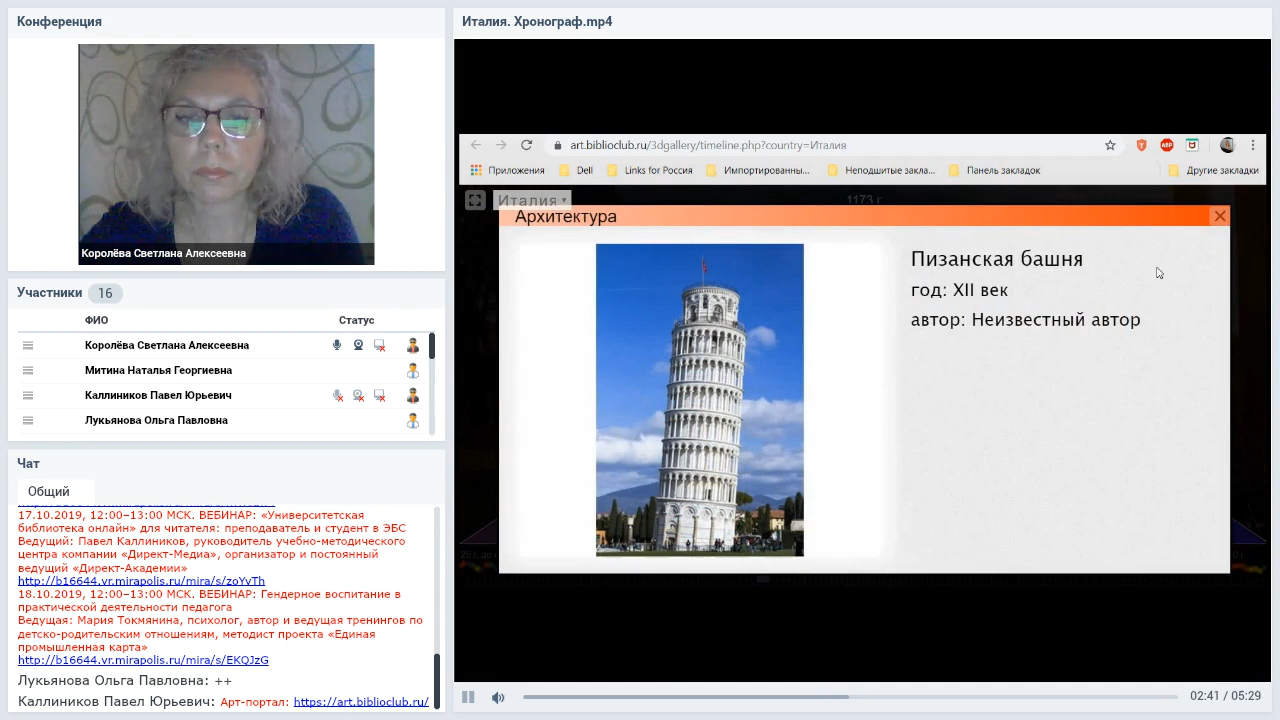 Конференция
Королёва Светлана Алексеевна
Участники 16
ФИО Статус
Королёва Светлана Алексеевна
Митина Наталья Георгиевна
Каллиников Павел Юрьевич
Лукьянова Ольга Павловна
Чат
Общий
17.10.2019, 12:00–13:00 МСК. ВЕБИНАР: «Университетская
библиотека онлайн» для читателя: преподаватель и студент в ЭБС
Ведущий: Павел Каллиников, руководитель учебно-методического
центра компании «Директ-Медиа», организатор и постоянный
ведущий «Директ-Академии»
http://b16644.vr.mirapolis.ru/mira/s/zoYvTh
18.10.2019, 12:00–13:00 МСК. ВЕБИНАР: Гендерное воспитание в
практической деятельности педагога
Ведущая: Мария Токмянина, психолог, автор и ведущая тренингов по
детско-родительским отношениям, методист проекта «Единая
промышленная карта»
http://b16644.vr.mirapolis.ru/mira/s/EKQJzG
Лукьянова Ольга Павловна: ++
Каллиников Павел Юрьевич: Арт-портал: https://art.biblioclub.ru/
Италия. Хронограф.mp4
art.biblioclub.ru/3dgallery/timeline.php?country=Италия
ABP
Приложения Dell Links for Россия Импортированны... Неподшитые закла... Панель закладок Другие закладки
Италия 1173 г
Архитектура
Пизанская башня
год: XII век
автор: Неизвестный автор
02:41 / 05:29